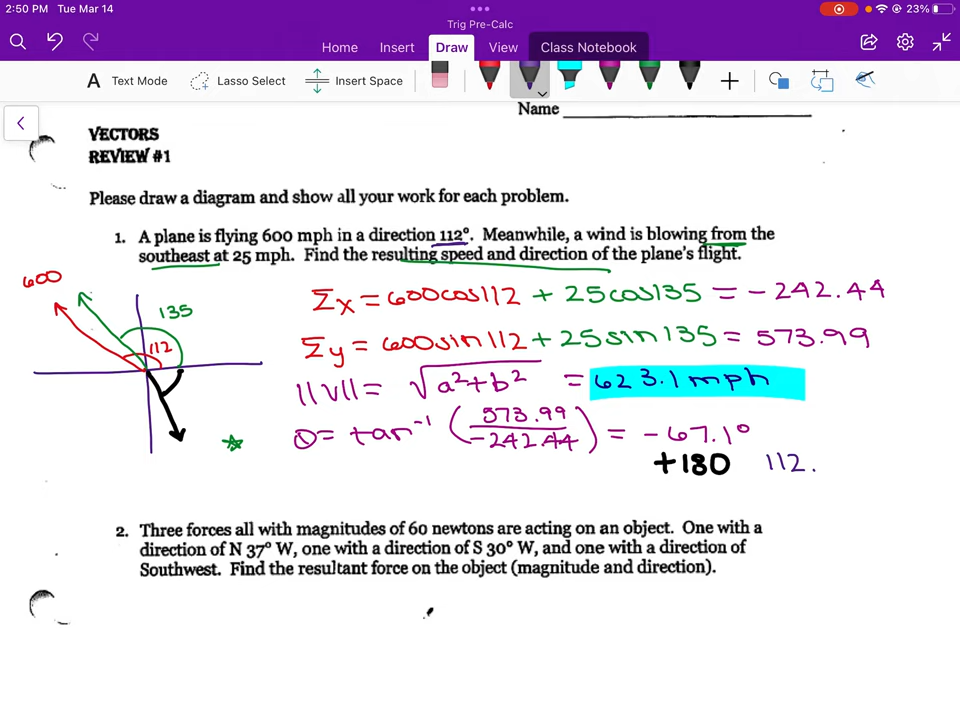 2:50 PM Tue Mar 14
23%
Trig Pre-Calc
Home Insert Draw View Class Notebook
Text Mode Lasso Select Insert Space
Name
VECTORS
REVIEW #1
Please draw a diagram and show all your work for each problem.
1. A plane is flying 600 mph in a direction 112°. Meanwhile, a wind is blowing from the
southeast at 25 mph. Find the resulting speed and direction of the plane's flight.
600
135
112
Σx = 600cos112 + 25cos135 = -242.44
Σy = 600sin112 + 25sin135 = 573.99
||v|| = √a²+b² = 623.1 mph
θ = tan⁻¹ (573.99/-242.44) = -67.1°
+180 112.
2. Three forces all with magnitudes of 60 newtons are acting on an object. One with a
direction of N 37° W, one with a direction of S 30° W, and one with a direction of
Southwest. Find the resultant force on the object (magnitude and direction).